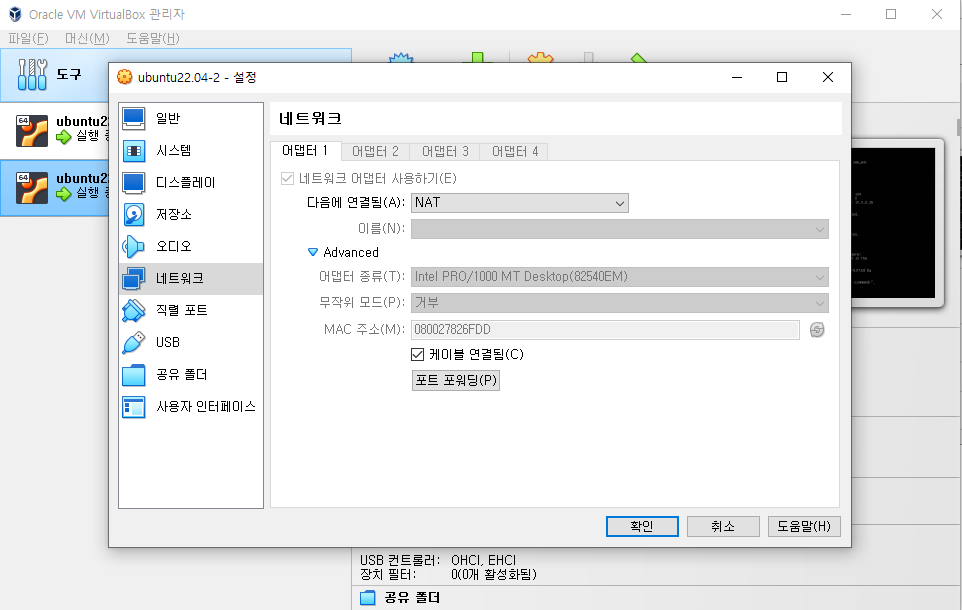 Oracle VM VirtualBox 관리자
파일(F) 머신(M) 도움말(H)
도구
64
ubuntu2
실행 중
64
ubuntu2
실행 중
ubuntu22.04-2 - 설정
일반
시스템
디스플레이
저장소
오디오
네트워크
직렬 포트
USB
공유 폴더
사용자 인터페이스
네트워크
어댑터 1 어댑터 2 어댑터 3 어댑터 4
네트워크 어댑터 사용하기(E)
다음에 연결됨(A): NAT
이름(N):
Advanced
어댑터 종류(T): Intel PRO/1000 MT Desktop(82540EM)
무작위 모드(P): 거부
MAC 주소(M): 080027826FDD
케이블 연결됨(C)
포트 포워딩(P)
확인 취소 도움말(H)
USB 컨트롤러: OHCI, EHCI
장치 필터: 0(0개 활성화됨)
공유 폴더